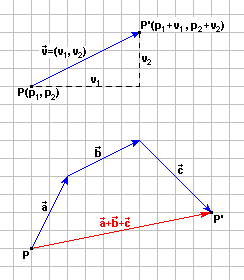 P'(p₁+v₁, p₂+v₂)
v⃗=(v₁, v₂)
v₂
v₁
P(p₁, p₂)
b⃗
c⃗
a⃗
a⃗+b⃗+c⃗
P'
P